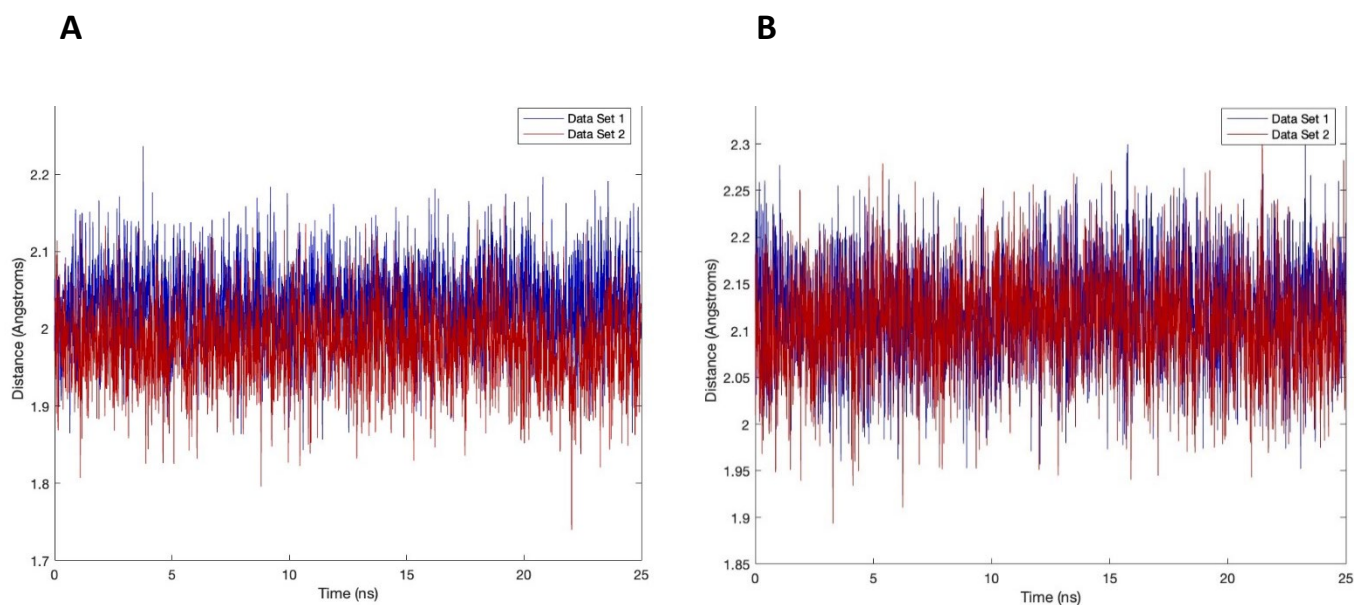 A
Data Set 1
Data Set 2
2.2
2.1
2
1.9
1.8
1.7
Distance (Angstroms)
0
5
10
15
20
25
Time (ns)
B
Data Set 1
Data Set 2
2.3
2.25
2.2
2.15
2.1
2.05
2
1.95
1.9
1.85
Distance (Angstroms)
0
5
10
15
20
25
Time (ns)